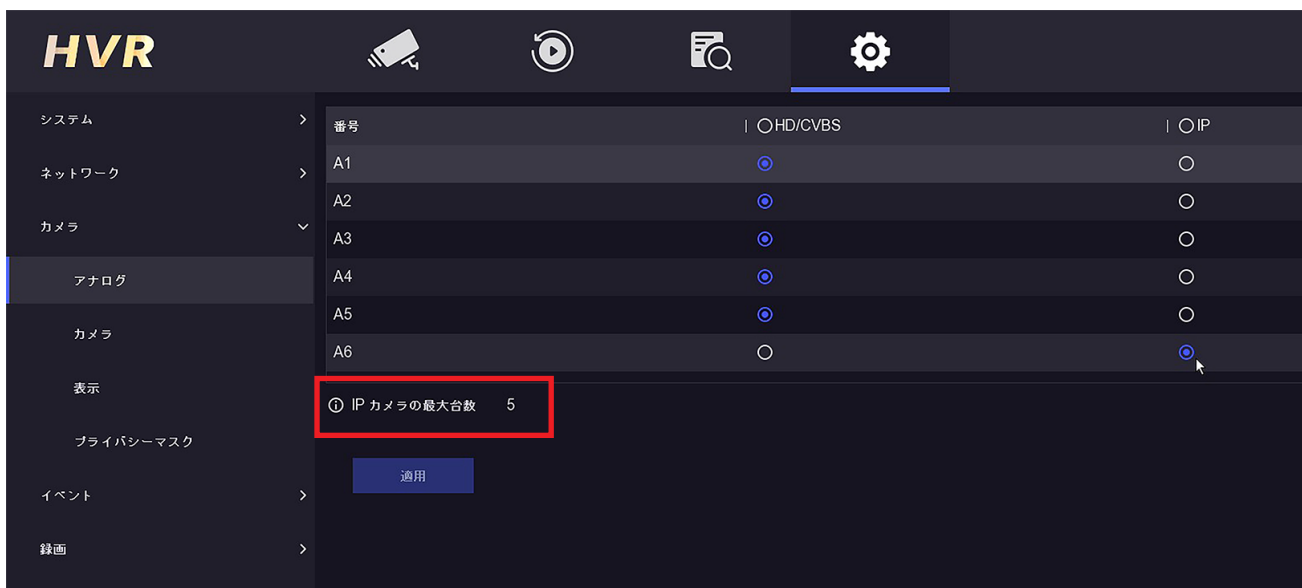 HVR
システム
ネットワーク
カメラ
アナログ
カメラ
表示
プライバシーマスク
イベント
録画
番号 | HD/CVBS | IP
A1
A2
A3
A4
A5
A6
IP カメラの最大台数 5
適用